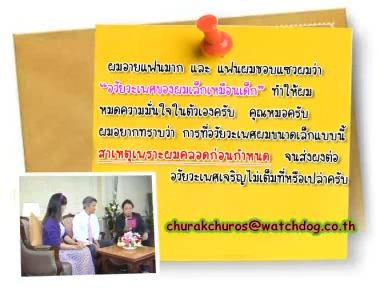 ผมอายแฟนมาก และ แฟนผมชอบแซวผมว่า
“อวัยวะเพศของผมเล็กเหมือนเด็ก” ทำให้ผม
หมดความมั่นใจในตัวเองครับ คุณหมอครับ
ผมอยากทราบว่า การที่อวัยวะเพศผมขนาดเล็กแบบนี้
สาเหตุเพราะผมคลอดก่อนกำหนด จนส่งผลต่อ
อวัยวะเพศเจริญไม่เต็มที่หรือเปล่าครับ
churakchuros@watchdog.co.th